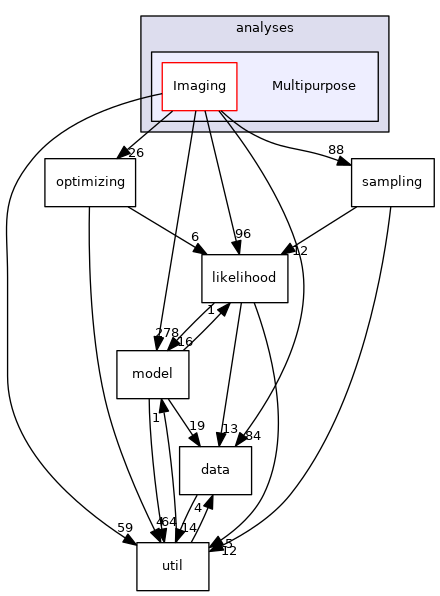 analyses
Imaging
Multipurpose
26
88
optimizing
sampling
6
96
12
likelihood
278
1
16
model
19
1
13
84
data
4
64
4
14
59
15
12
util